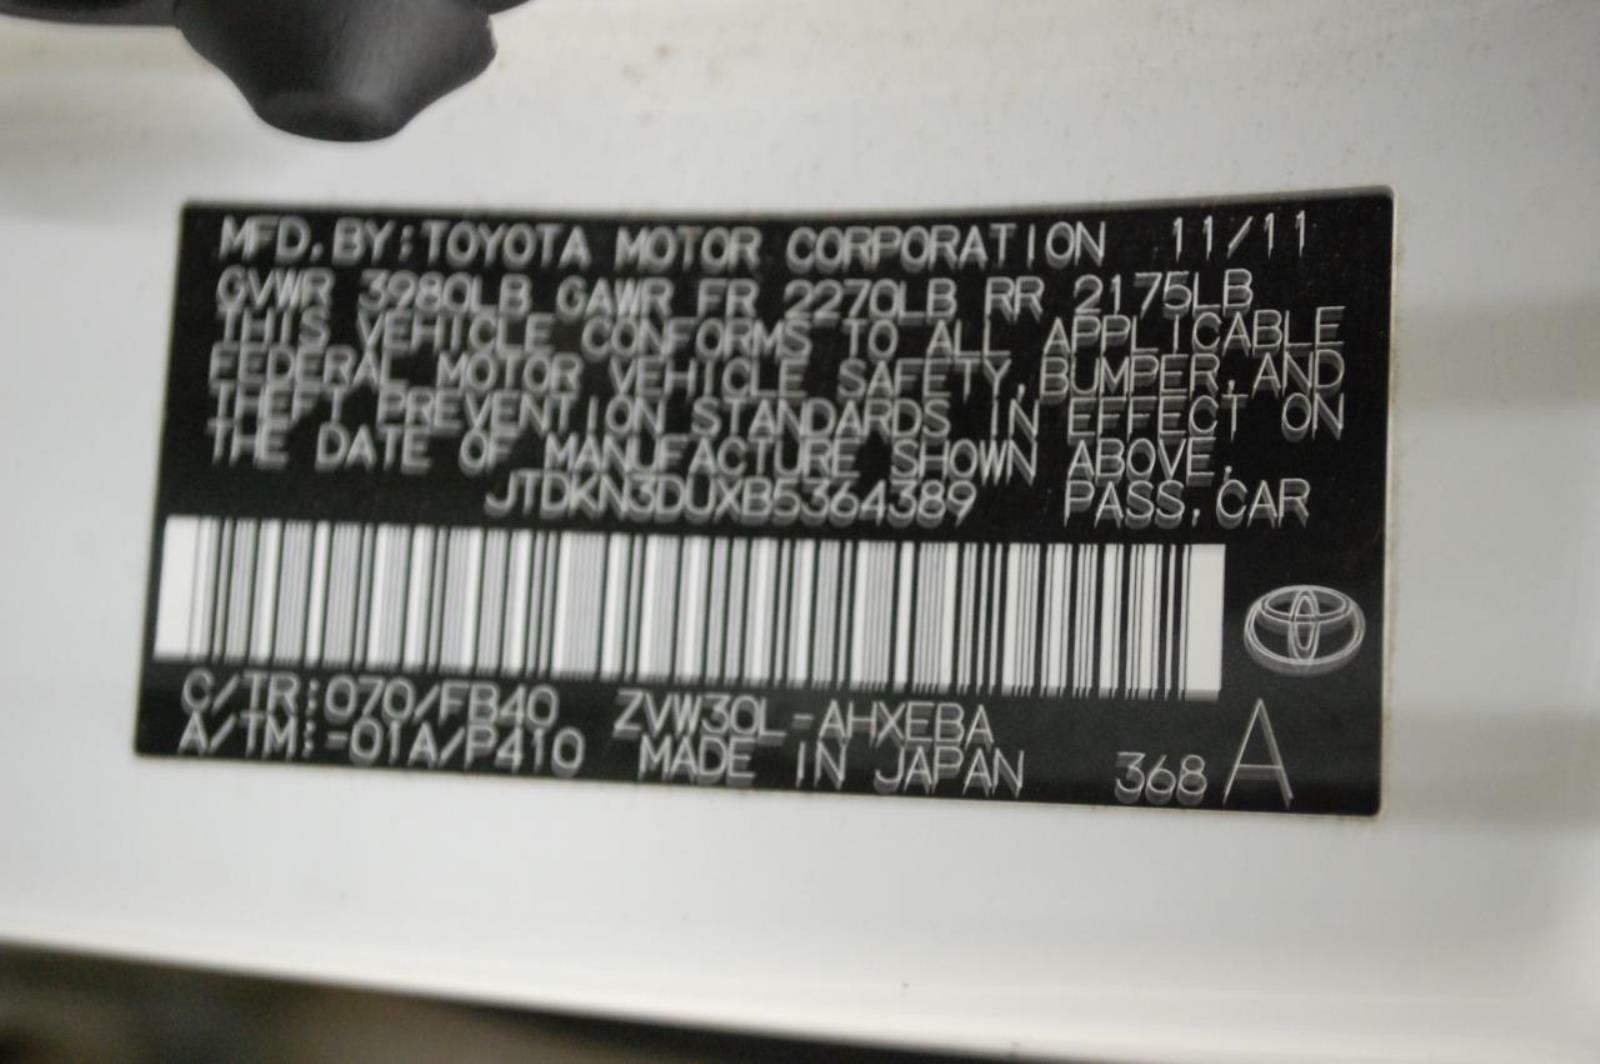 MFD. BY: TOYOTA MOTOR CORPORATION 11/11
GVWR 3980LB GAWR FR 2270LB RR 2175LB
THIS VEHICLE CONFORMS TO ALL APPLICABLE
FEDERAL MOTOR VEHICLE SAFETY, BUMPER, AND
THEFT PREVENTION STANDARDS IN EFFECT ON
THE DATE OF MANUFACTURE SHOWN ABOVE.
JTDKN3DUXB5364389 PASS. CAR
C/TR: 070/FB40 ZVW30L-AHXEBA
A/TM: -01A/P410 MADE IN JAPAN 368 A